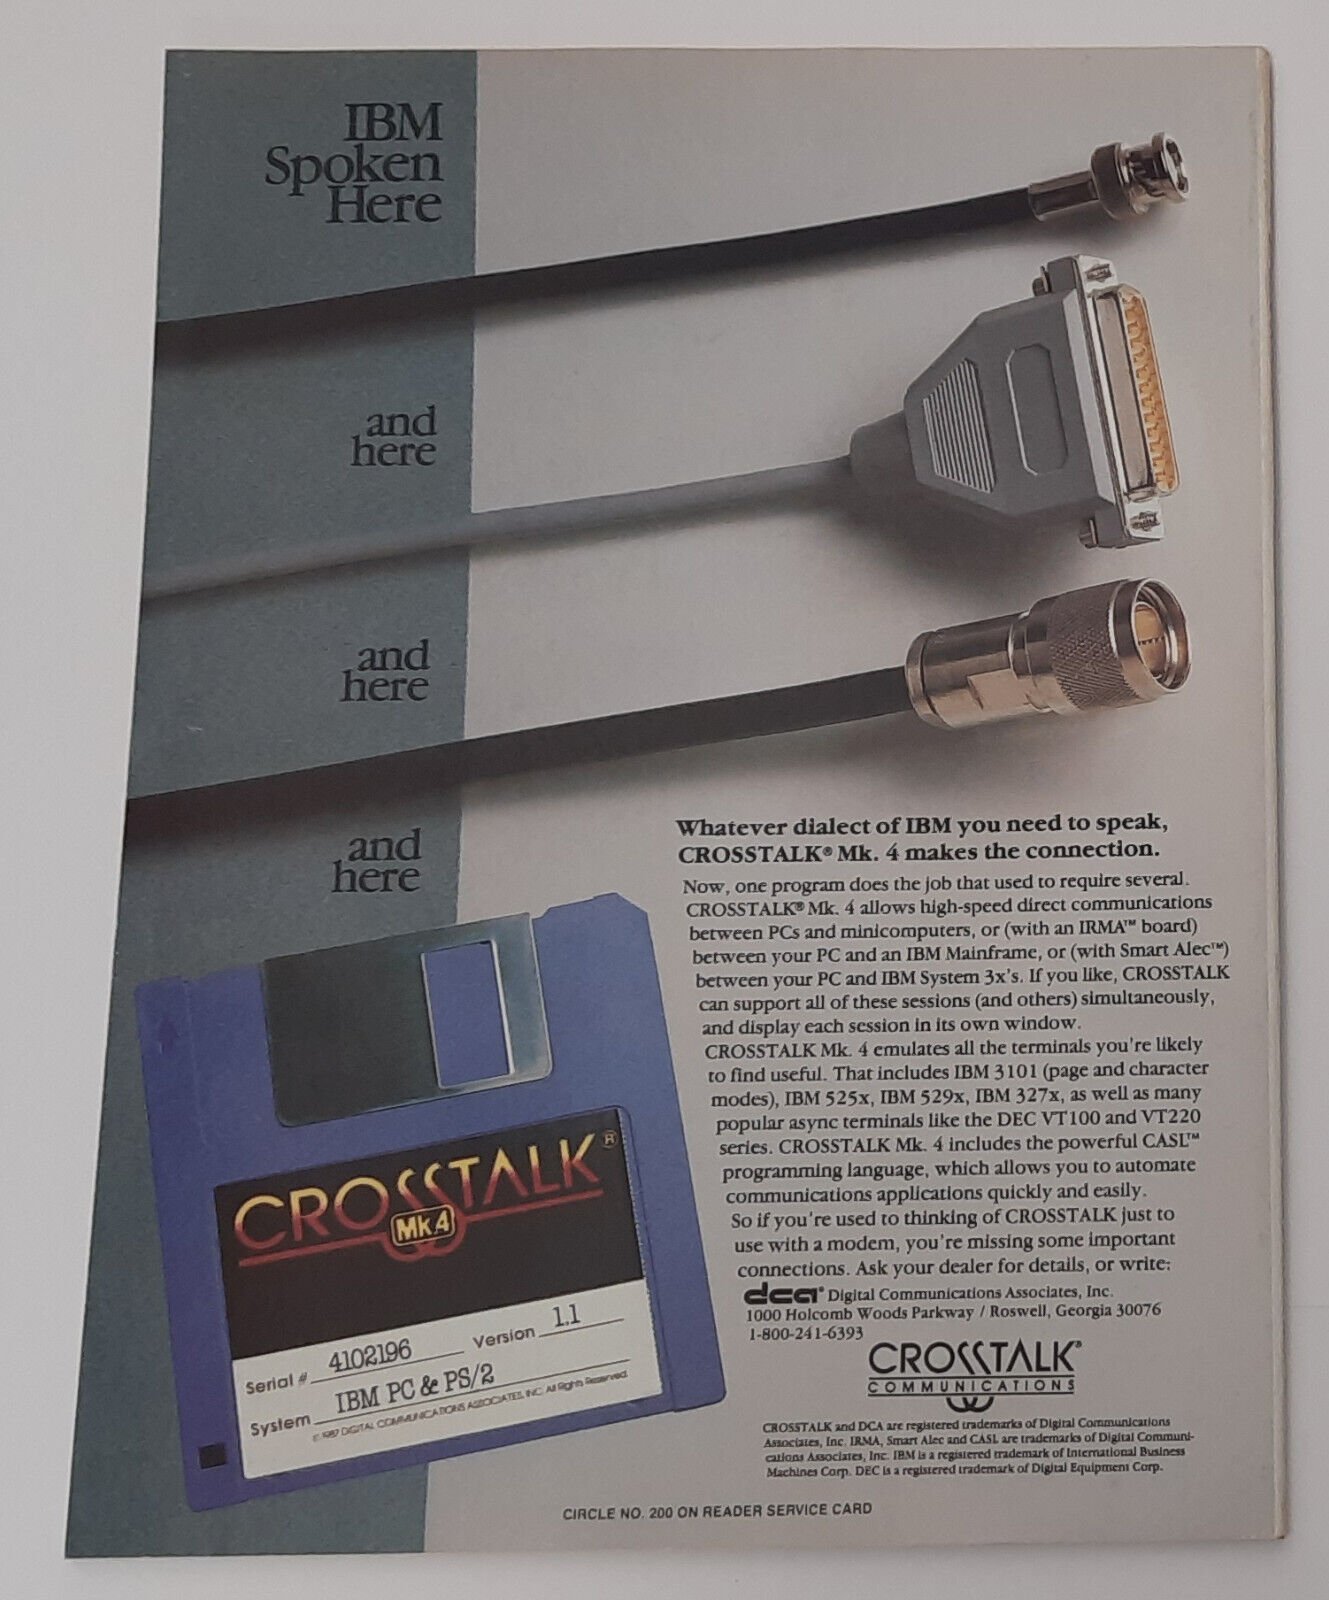 IBM
Spoken
Here
and
here
and
here
and
here
Whatever dialect of IBM you need to speak,
CROSSTALK® Mk. 4 makes the connection.
Now, one program does the job that used to require several.
CROSSTALK® Mk. 4 allows high-speed direct communications
between PCs and minicomputers, or (with an IRMA™ board)
between your PC and an IBM Mainframe, or (with Smart Alec™)
between your PC and IBM System 3x's. If you like, CROSSTALK
can support all of these sessions (and others) simultaneously,
and display each session in its own window.
CROSSTALK Mk. 4 emulates all the terminals you're likely
to find useful. That includes IBM 3101 (page and character
modes), IBM 525x, IBM 529x, IBM 327x, as well as many
popular async terminals like the DEC VT100 and VT220
series. CROSSTALK Mk. 4 includes the powerful CASL™
programming language, which allows you to automate
communications applications quickly and easily.
So if you're used to thinking of CROSSTALK just to
use with a modem, you're missing some important
connections. Ask your dealer for details, or write:
dca® Digital Communications Associates, Inc.
1000 Holcomb Woods Parkway / Roswell, Georgia 30076
1-800-241-6393
CROSSTALK®
COMMUNICATIONS
CROSSTALK and DCA are registered trademarks of Digital Communications
Associates, Inc. IRMA, Smart Alec and CASL are trademarks of Digital Communi-
cations Associates, Inc. IBM is a registered trademark of International Business
Machines Corp. DEC is a registered trademark of Digital Equipment Corp.
CROSSTALK®
Mk.4
Serial # 4102196 Version 1.1
System IBM PC & PS/2
© 1987 DIGITAL COMMUNICATIONS ASSOCIATES, INC. All Rights Reserved.
CIRCLE NO. 200 ON READER SERVICE CARD